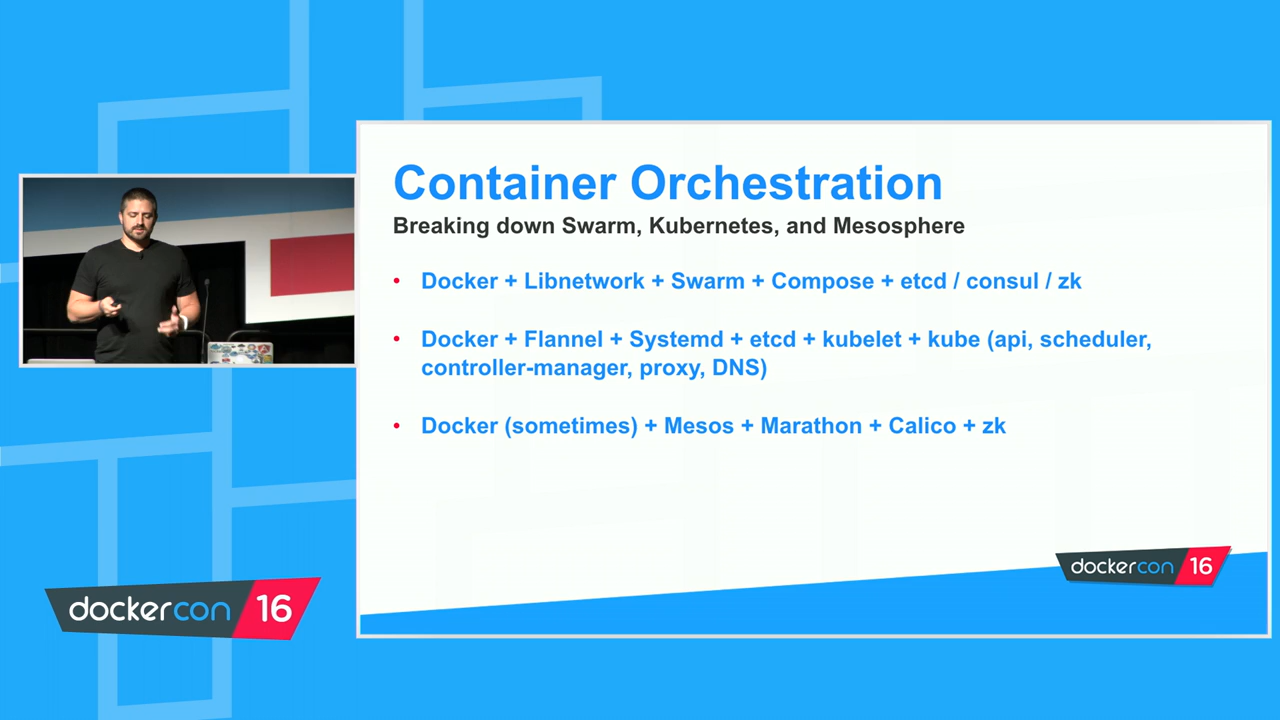 Container Orchestration
Breaking down Swarm, Kubernetes, and Mesosphere
• Docker + Libnetwork + Swarm + Compose + etcd / consul / zk
• Docker + Flannel + Systemd + etcd + kubelet + kube (api, scheduler,
controller-manager, proxy, DNS)
• Docker (sometimes) + Mesos + Marathon + Calico + zk
dockercon 16
dockercon 16